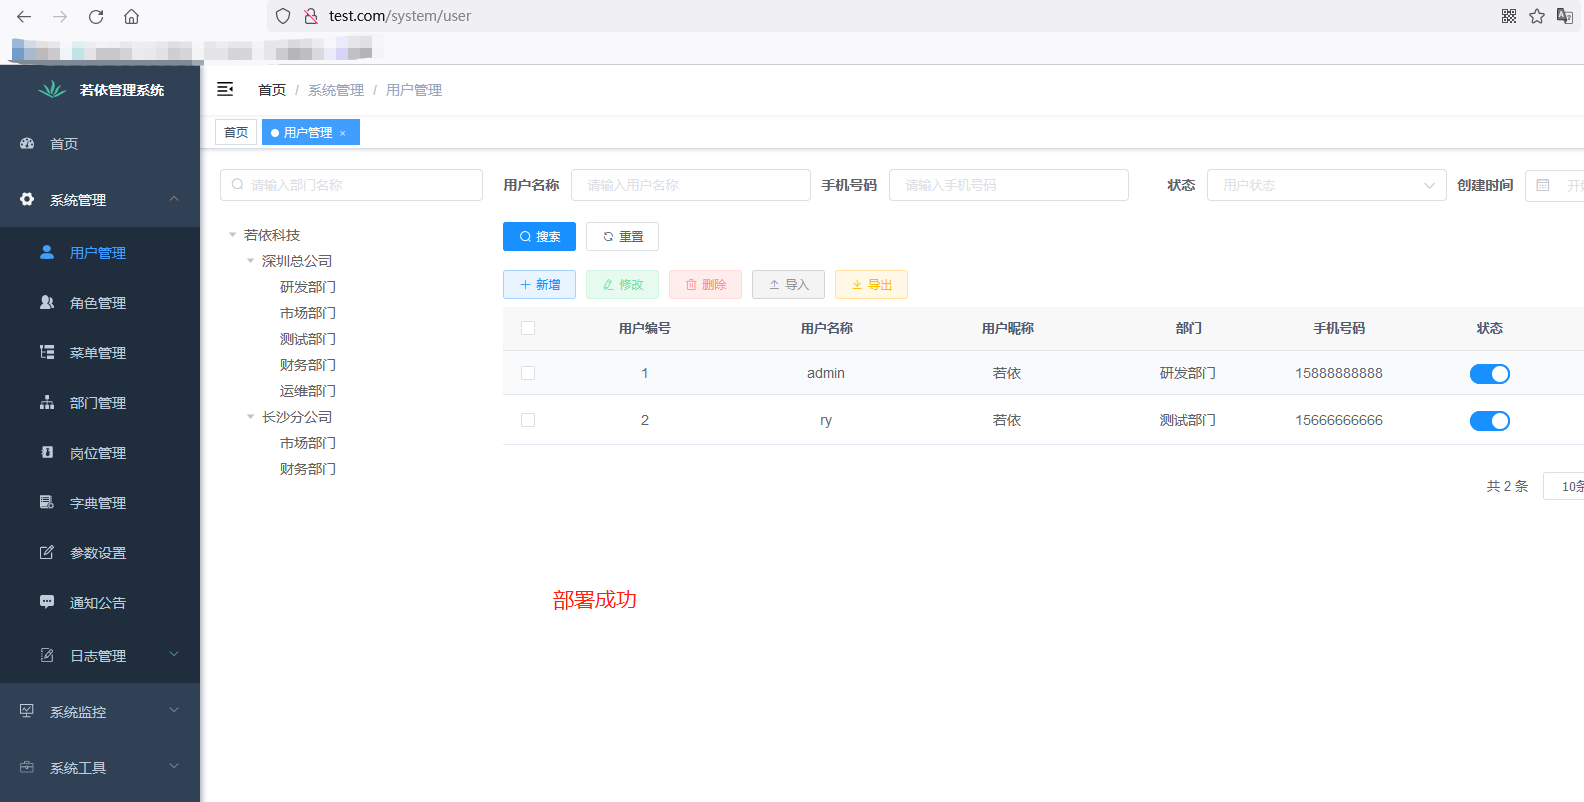 test.com/system/user
若依管理系统
首页
系统管理
用户管理
角色管理
菜单管理
部门管理
岗位管理
字典管理
参数设置
通知公告
日志管理
系统监控
系统工具
首页 / 系统管理 / 用户管理
首页 用户管理 ×
请输入部门名称
若依科技
深圳总公司
研发部门
市场部门
测试部门
财务部门
运维部门
长沙分公司
市场部门
财务部门
用户名称 请输入用户名称 手机号码 请输入手机号码 状态 用户状态 创建时间 开始
搜索 重置
新增 修改 删除 导入 导出
用户编号 用户名称 用户昵称 部门 手机号码 状态
1 admin 若依 研发部门 15888888888
2 ry 若依 测试部门 15666666666
共 2 条 10条
部署成功